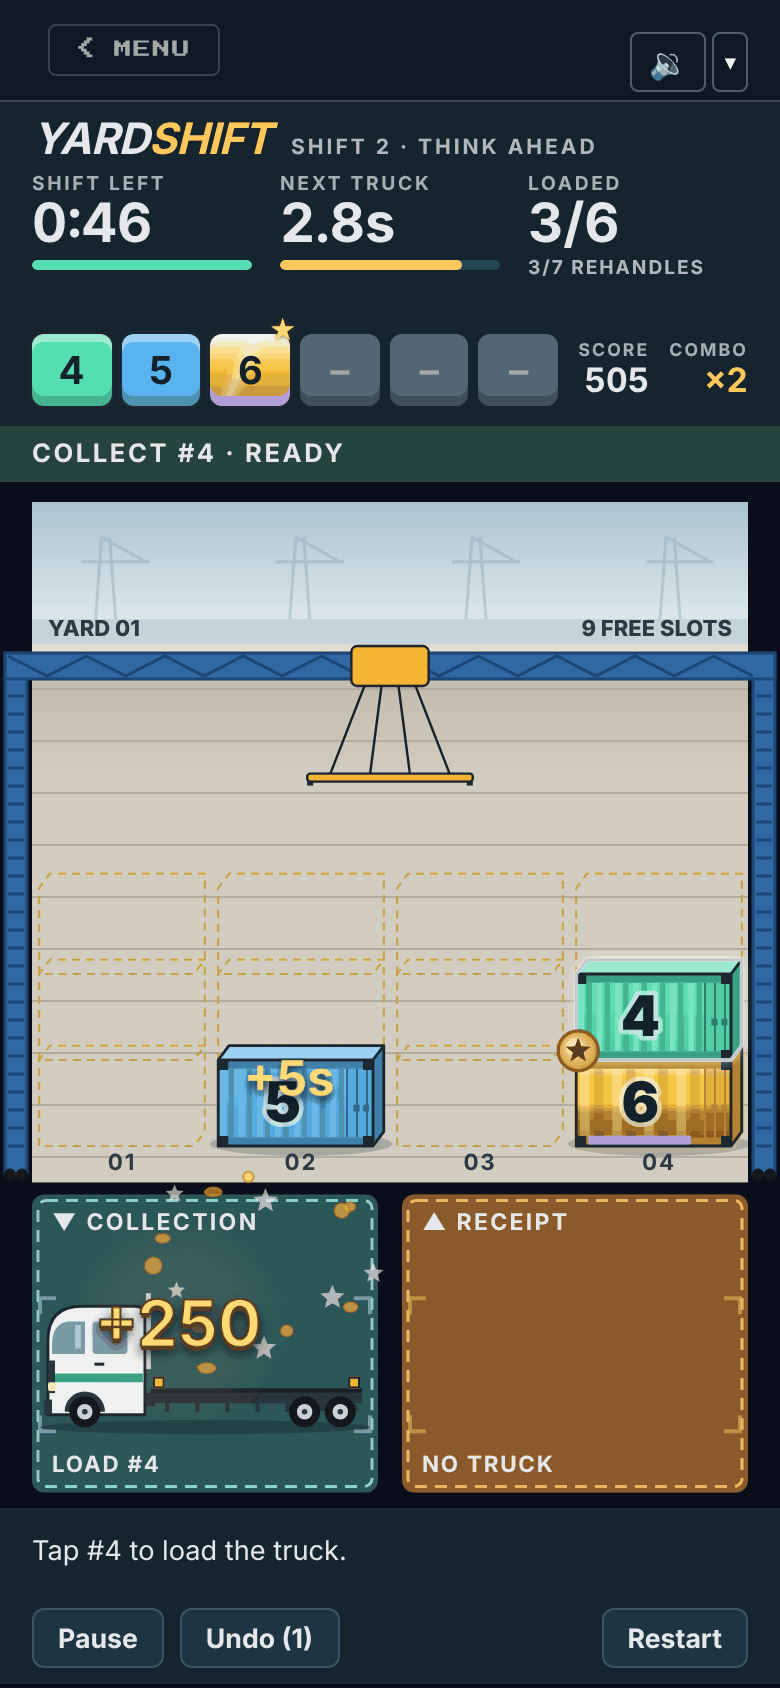 MENU
YARDSHIFT SHIFT 2 · THINK AHEAD
SHIFT LEFT NEXT TRUCK LOADED
0:46 2.8s 3/6
3/7 REHANDLES
4 5 6 – – –
SCORE COMBO
505 ×2
COLLECT #4 · READY
YARD 01 9 FREE SLOTS
4
+5s
5 6
01 02 03 04
COLLECTION RECEIPT
+250
LOAD #4 NO TRUCK
Tap #4 to load the truck.
Pause Undo (1) Restart